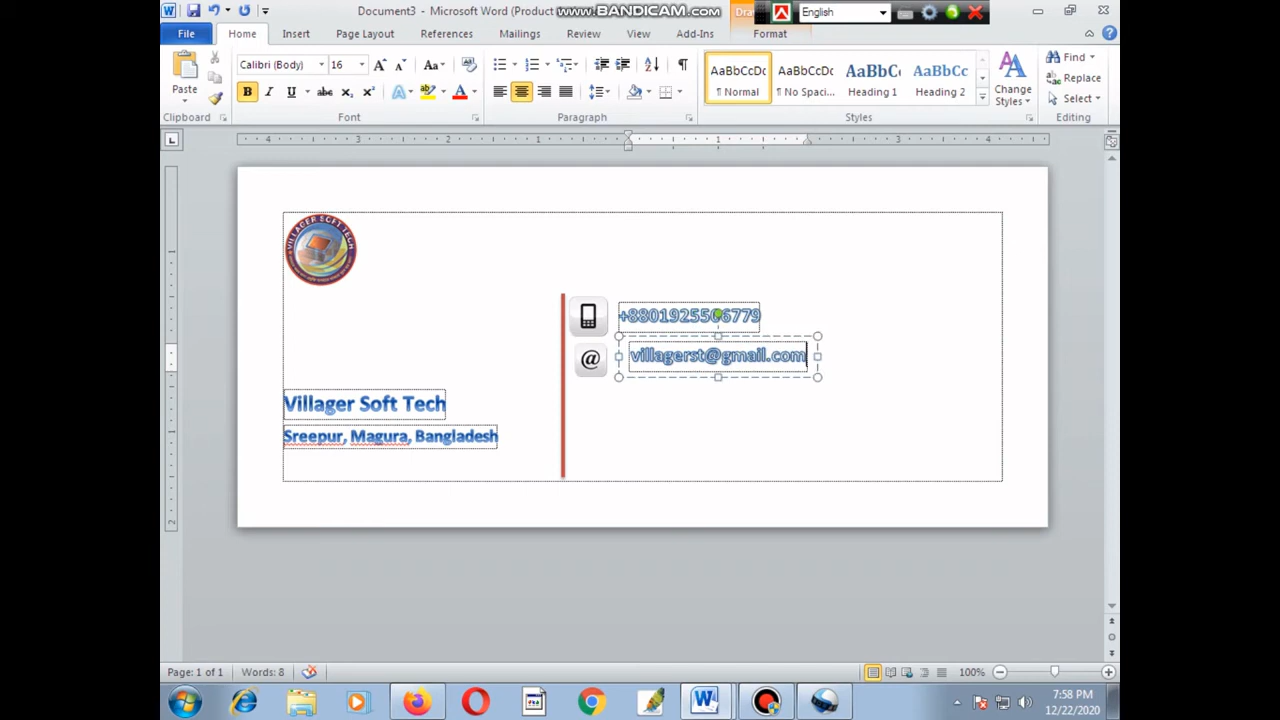 Document3 - Microsoft Word (Product
www.BANDICAM.com
English
File Home Insert Page Layout References Mailings Review View Add-Ins Format
Paste
Calibri (Body) 16
AaBbCcDc AaBbCcDc AaBbC AaBbCc
¶ Normal ¶ No Spaci... Heading 1 Heading 2
Change
Styles
Find
Replace
Select
Clipboard Font Paragraph Styles Editing
VILLAGER SOFT TECH
+8801925506779
@ villagerst@gmail.com
Villager Soft Tech
Sreepur, Magura, Bangladesh
Page: 1 of 1 Words: 8 100%
7:58 PM
12/22/2020